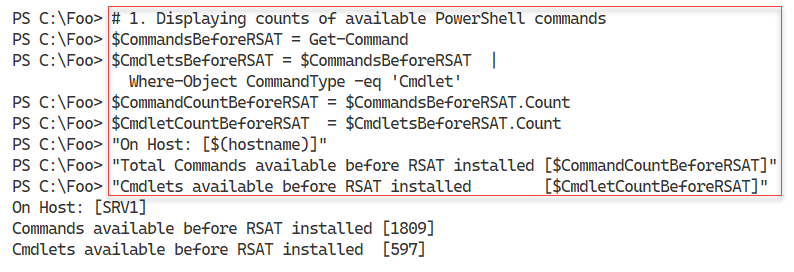 PS C:\Foo> # 1. Displaying counts of available PowerShell commands
PS C:\Foo> $CommandsBeforeRSAT = Get-Command
PS C:\Foo> $CmdletsBeforeRSAT = $CommandsBeforeRSAT  |
             Where-Object CommandType -eq 'Cmdlet'
PS C:\Foo> $CommandCountBeforeRSAT = $CommandsBeforeRSAT.Count
PS C:\Foo> $CmdletCountBeforeRSAT  = $CmdletsBeforeRSAT.Count
PS C:\Foo> "On Host: [$(hostname)]"
PS C:\Foo> "Total Commands available before RSAT installed [$CommandCountBeforeRSAT]"
PS C:\Foo> "Cmdlets available before RSAT installed        [$CmdletCountBeforeRSAT]"
On Host: [SRV1]
Commands available before RSAT installed [1809]
Cmdlets available before RSAT installed  [597]